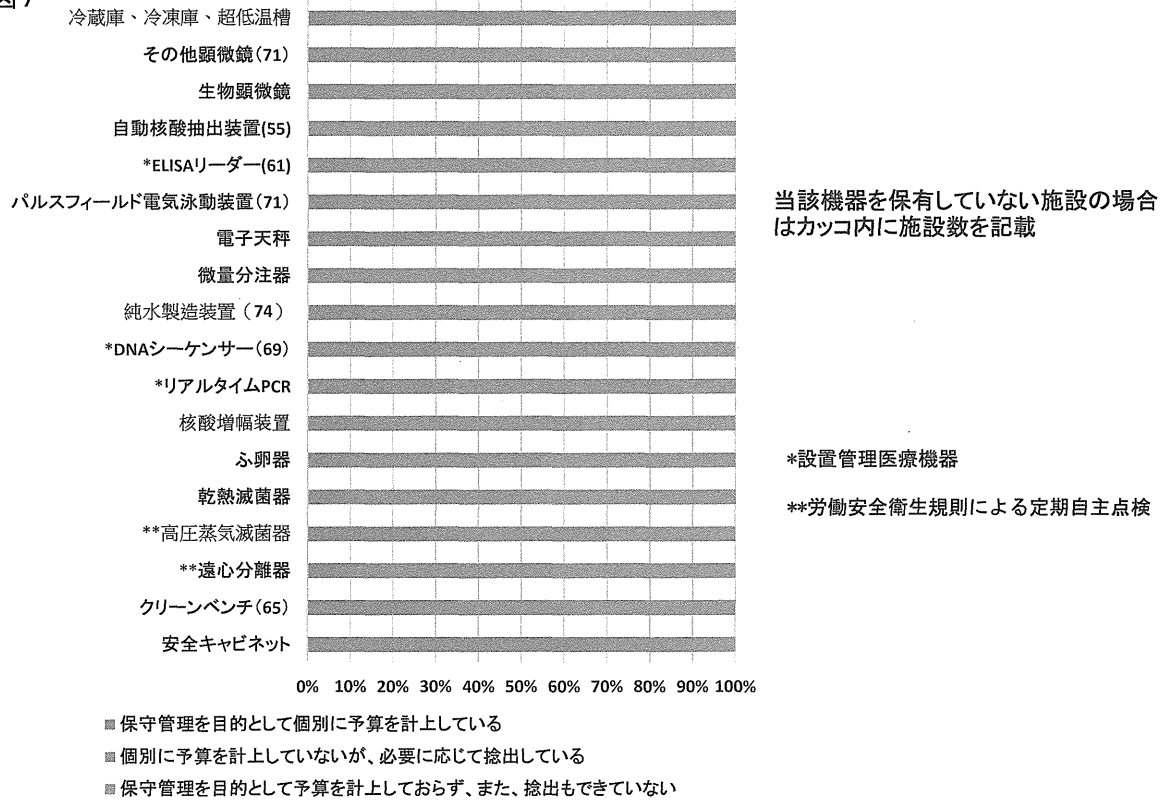 冷蔵庫、冷凍庫、超低温槽
その他顕微鏡(71)
生物顕微鏡
自動核酸抽出装置(55)
*ELISAリーダー(61)
パルスフィールド電気泳動装置(71)
電子天秤
微量分注器
純水製造装置(74)
*DNAシーケンサー(69)
*リアルタイムPCR
核酸増幅装置
ふ卵器
乾熱滅菌器
**高圧蒸気滅菌器
**遠心分離器
クリーンベンチ(65)
安全キャビネット
0% 10% 20% 30% 40% 50% 60% 70% 80% 90% 100%
当該機器を保有していない施設の場合
はカッコ内に施設数を記載
*設置管理医療機器
**労働安全衛生規則による定期自主点検
保守管理を目的として個別に予算を計上している
個別に予算を計上していないが、必要に応じて捻出している
保守管理を目的として予算を計上しておらず、また、捻出もできていない